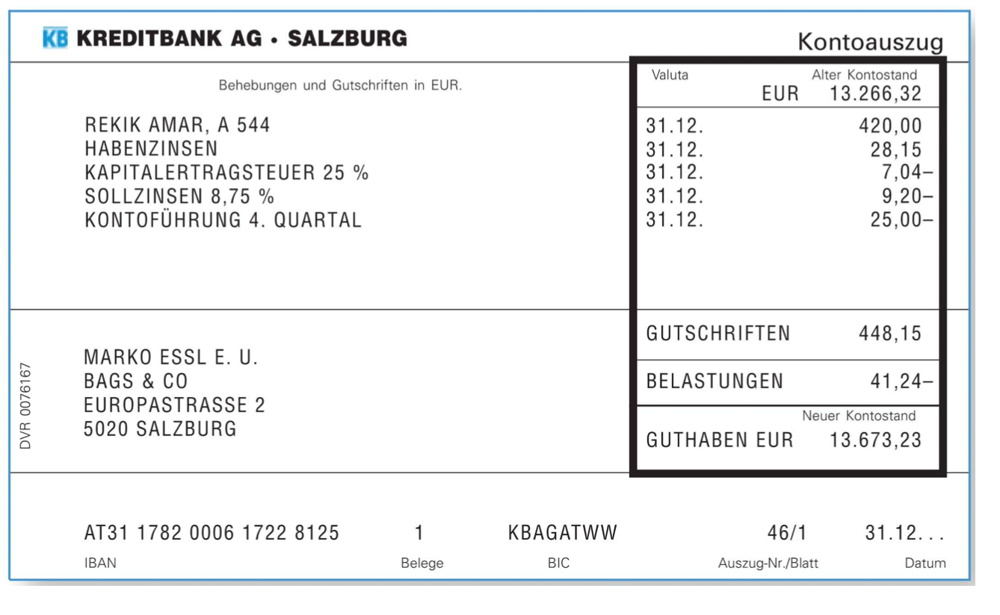 KB KREDITBANK AG • SALZBURG
Kontoauszug
Behebungen und Gutschriften in EUR.
Valuta Alter Kontostand
EUR 13.266,32
REKIK AMAR, A 544 31.12. 420,00
HABENZINSEN 31.12. 28,15
KAPITALERTRAGSTEUER 25 % 31.12. 7,04–
SOLLZINSEN 8,75 % 31.12. 9,20–
KONTOFÜHRUNG 4. QUARTAL 31.12. 25,00–
GUTSCHRIFTEN 448,15
BELASTUNGEN 41,24–
Neuer Kontostand
GUTHABEN EUR 13.673,23
MARKO ESSL E. U.
BAGS & CO
EUROPASTRASSE 2
5020 SALZBURG
DVR 0076167
AT31 1782 0006 1722 8125 1 KBAGATWW 46/1 31.12. . .
IBAN Belege BIC Auszug-Nr./Blatt Datum